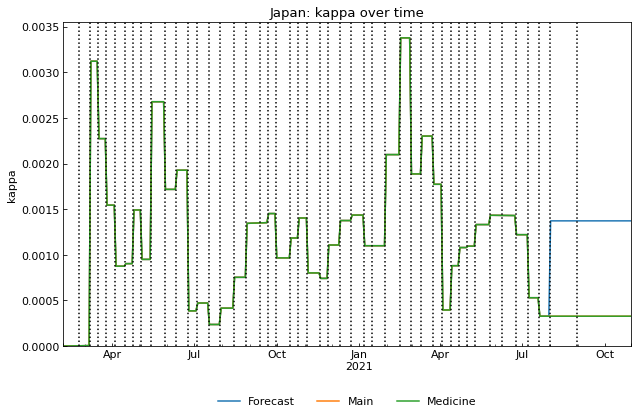 Japan: kappa over time
0.0035
0.0030
0.0025
0.0020
0.0015
0.0010
0.0005
0.0000
kappa
Apr Jul Oct Jan Apr Jul Oct
2021
Forecast Main Medicine